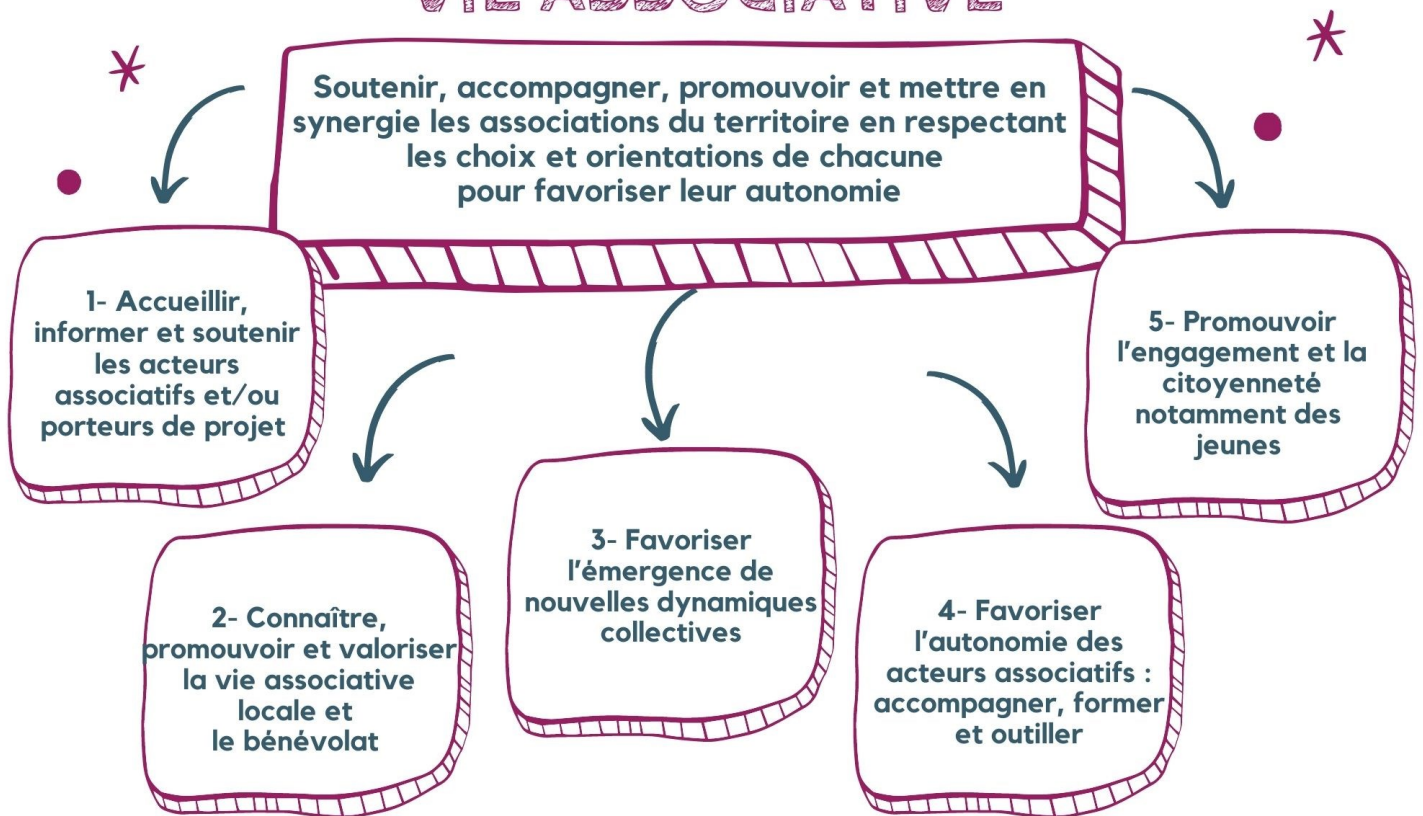 VIE ASSOCIATIVE
Soutenir, accompagner, promouvoir et mettre en
synergie les associations du territoire en respectant
les choix et orientations de chacune
pour favoriser leur autonomie
1- Accueillir,
informer et soutenir
les acteurs
associatifs et/ou
porteurs de projet
2- Connaître,
promouvoir et valoriser
la vie associative
locale et
le bénévolat
3- Favoriser
l'émergence de
nouvelles dynamiques
collectives
4- Favoriser
l'autonomie des
acteurs associatifs :
accompagner, former
et outiller
5- Promouvoir
l'engagement et la
citoyenneté
notamment des
jeunes